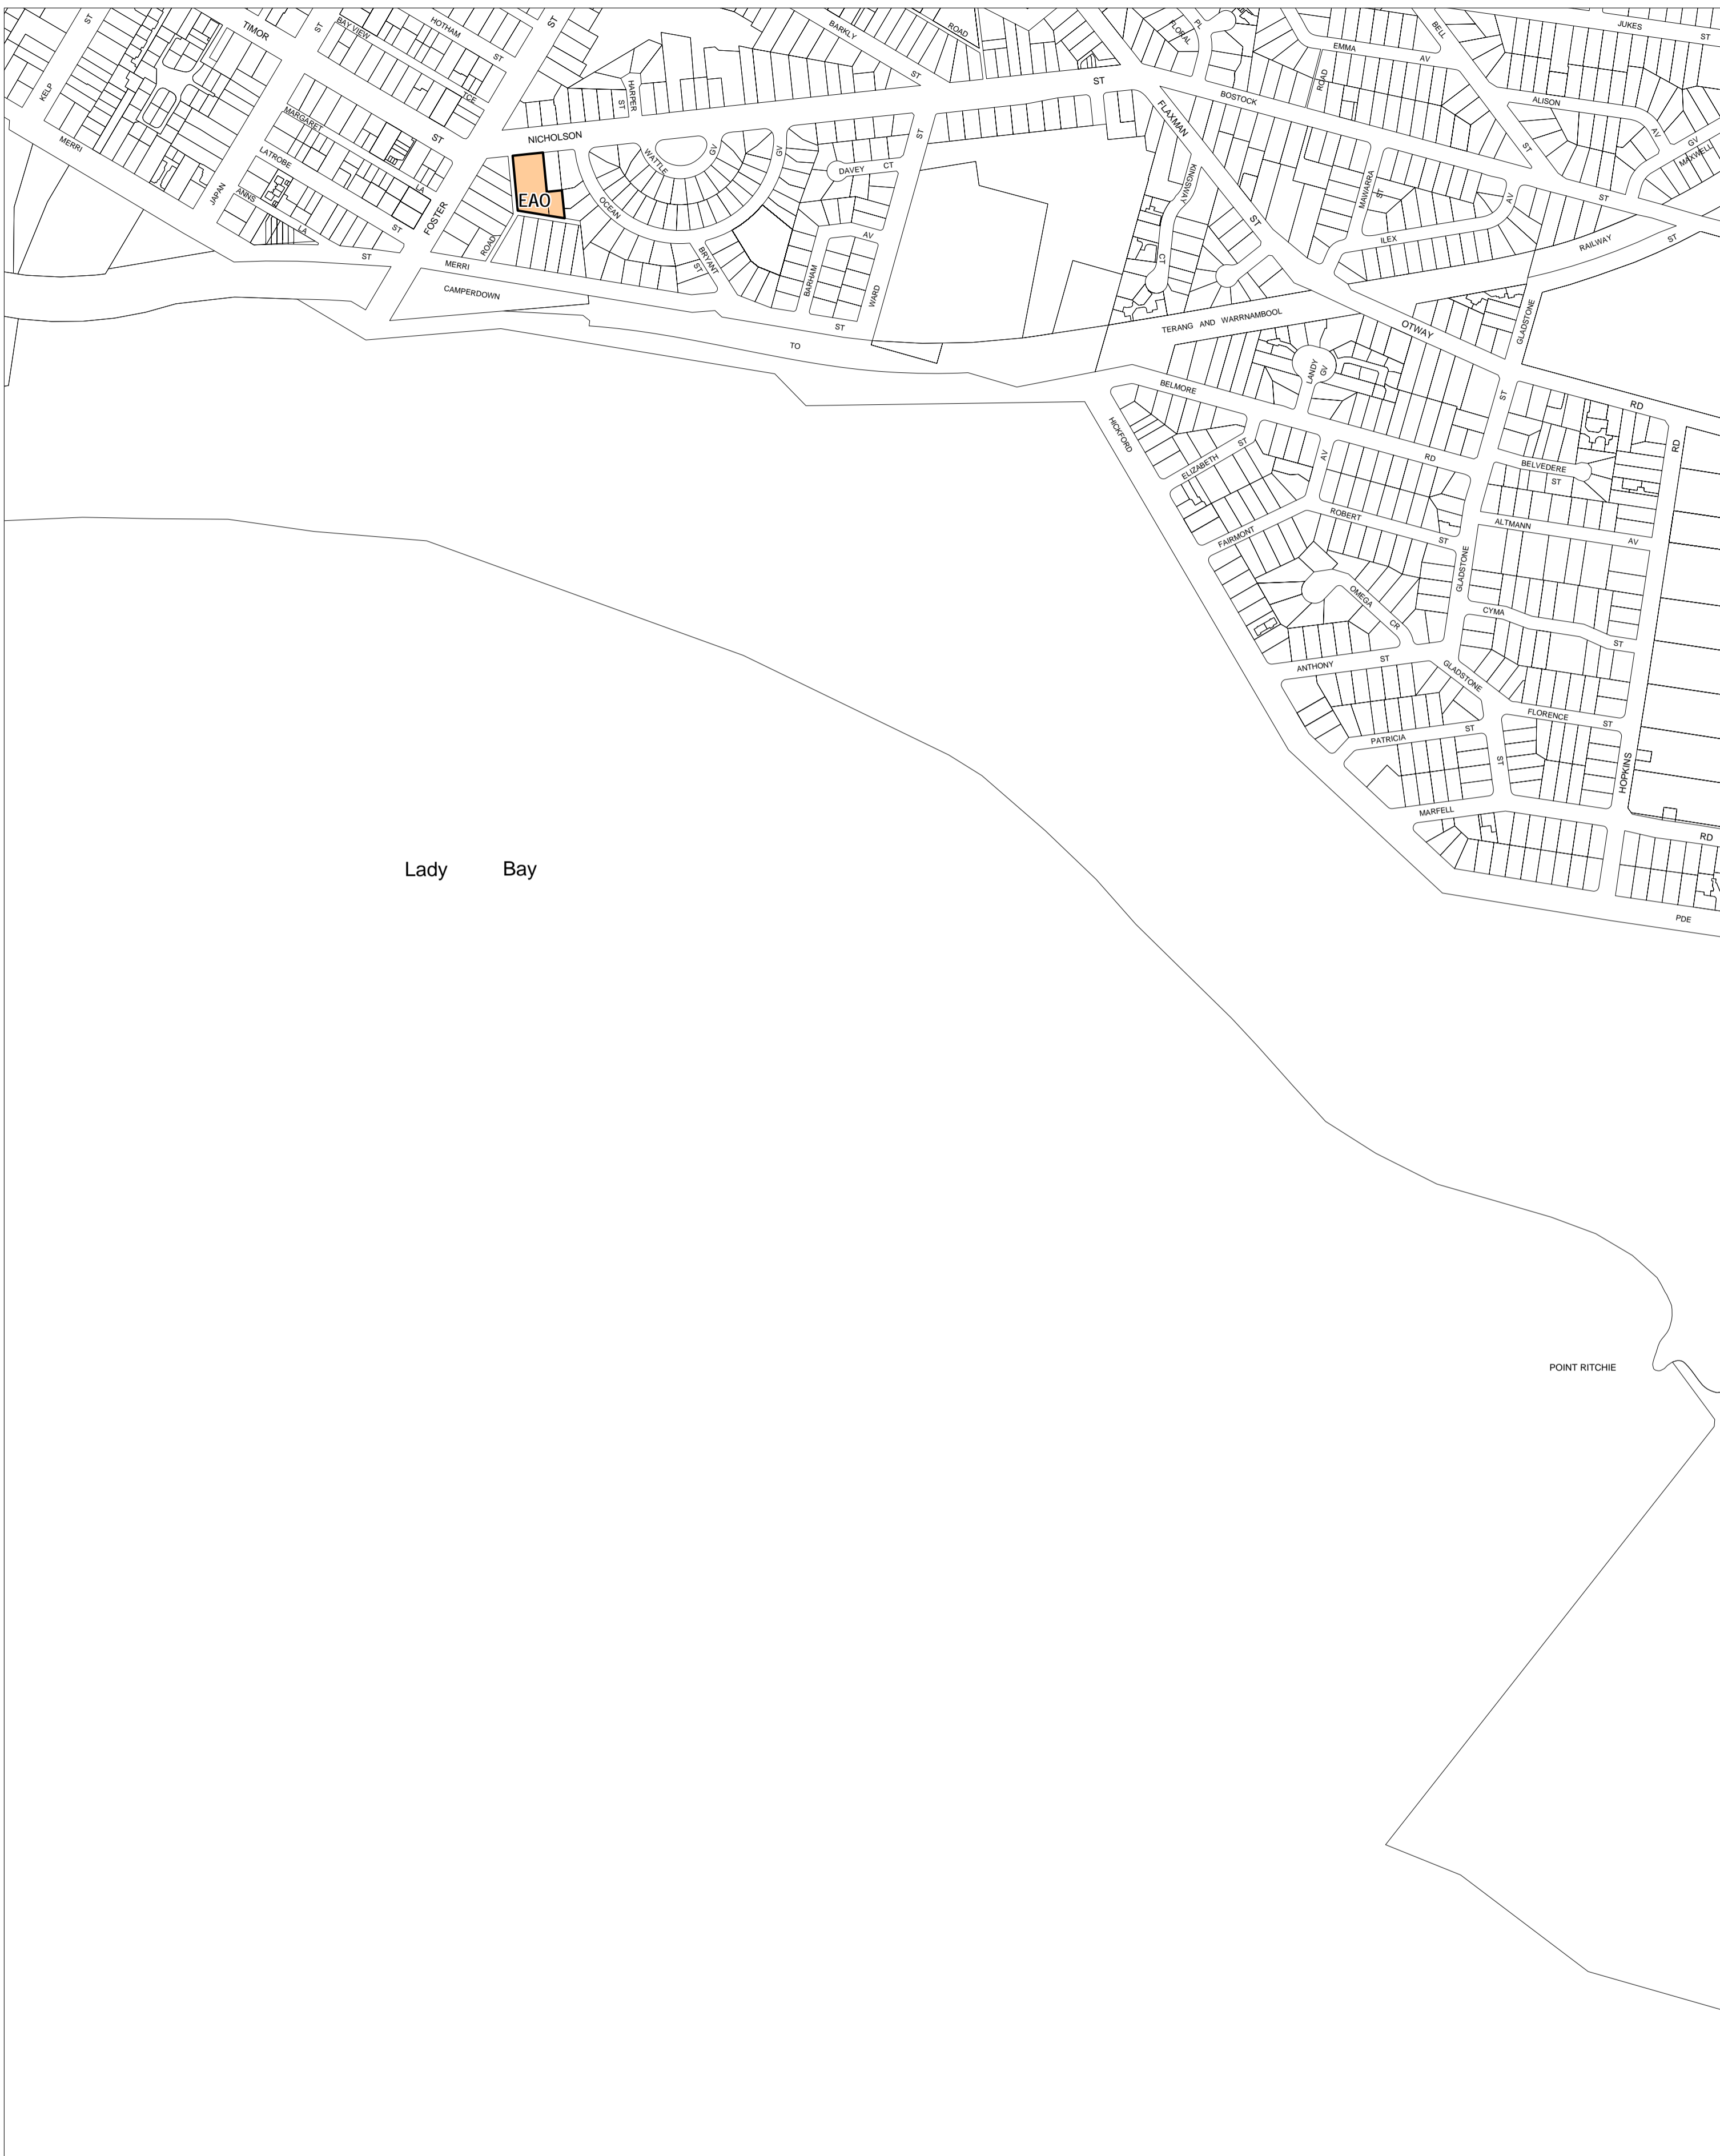 TIMOR
ST
BAY VIEW
TCE
HOTHAM
ST
ST
BARKLY
ST
ROAD
FLORAL
PL
BELL
ST
JUKES
ST
EMMA
AV
ROAD
KELP
ST
HARPER
ST
ST
BOSTOCK
ST
FLAXMAN
ST
ALISON
AV
GV
MAXWELL
MARGARET
LA
ST
NICHOLSON
MERRI
ST
LATROBE
ST
WATTLE
GV
GV
DAVEY
CT
ST
KINGSWAY
CT
MAWARRA
ST
AV
ANNS
LA
JAPAN
FOSTER
EAO
OCEAN
ROAD
BRYANT
ST
AV
BARHAM
WARD
ST
ILEX
RAILWAY
ST
MERRI
CAMPERDOWN
TO
TERANG AND WARRNAMBOOL
OTWAY
GLADSTONE
ST
LANDY
GV
BELMORE
RD
RD
RD
HICKFORD
ELIZABETH
ST
AV
BELVEDERE
ST
FAIRMONT
ROBERT
ST
ALTMANN
AV
GLADSTONE
OMEGA
CR
CYMA
ST
ANTHONY
ST
GLADSTONE
ST
FLORENCE
ST
PATRICIA
ST
HOPKINS
MARFELL
RD
PDE
Lady Bay
POINT RITCHIE